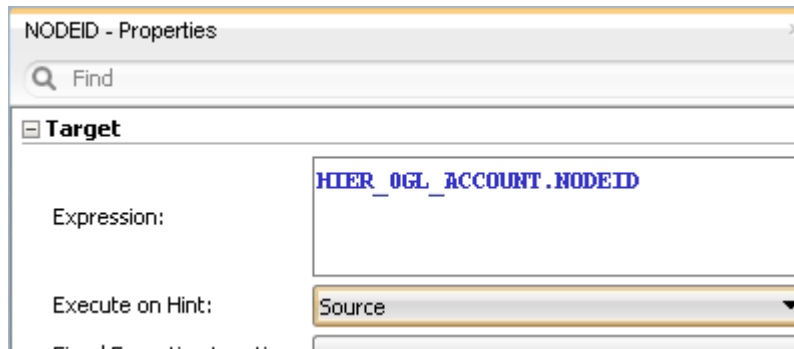 NODEID - Properties
Find
Target
HIER_0GL_ACCOUNT.NODEID
Expression:
Execute on Hint:
Source